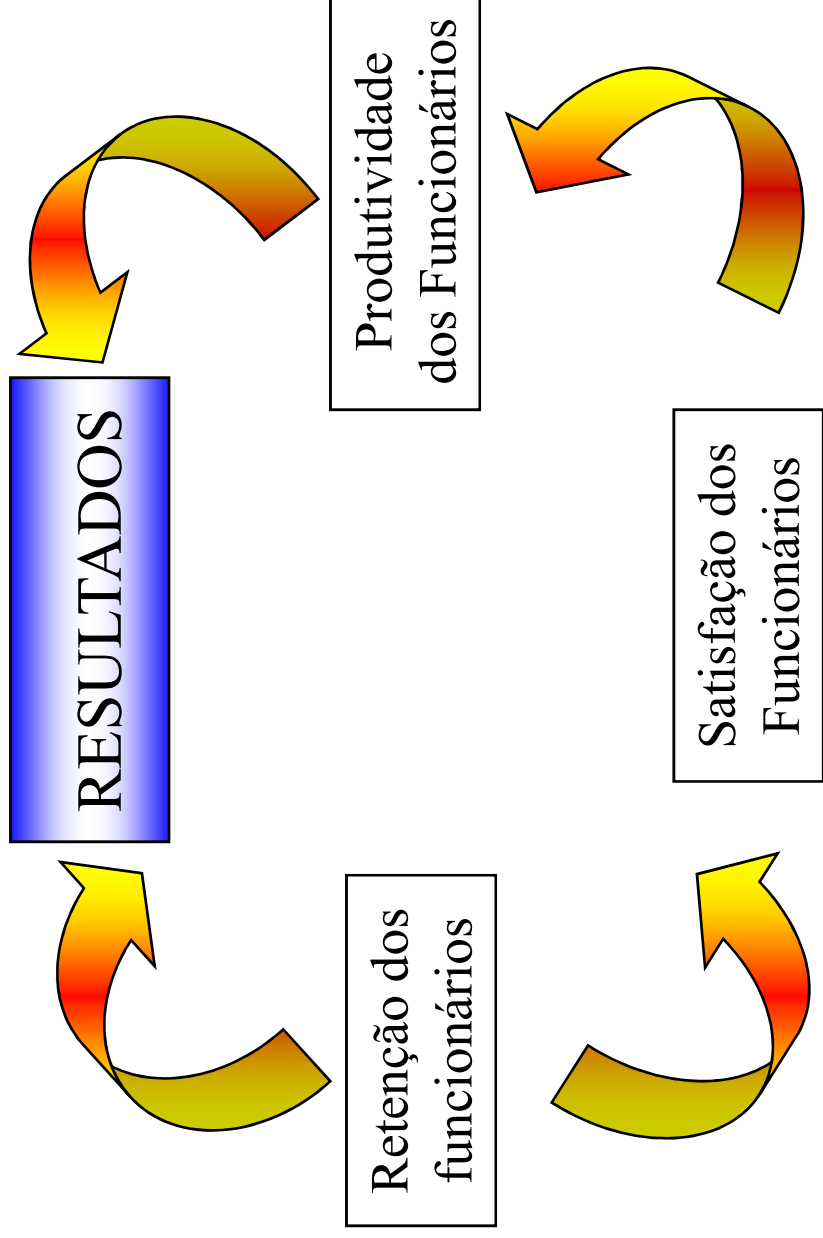 RESULTADOS
Retenção dos
funcionários
Produtividade
dos Funcionários
Satisfação dos
Funcionários